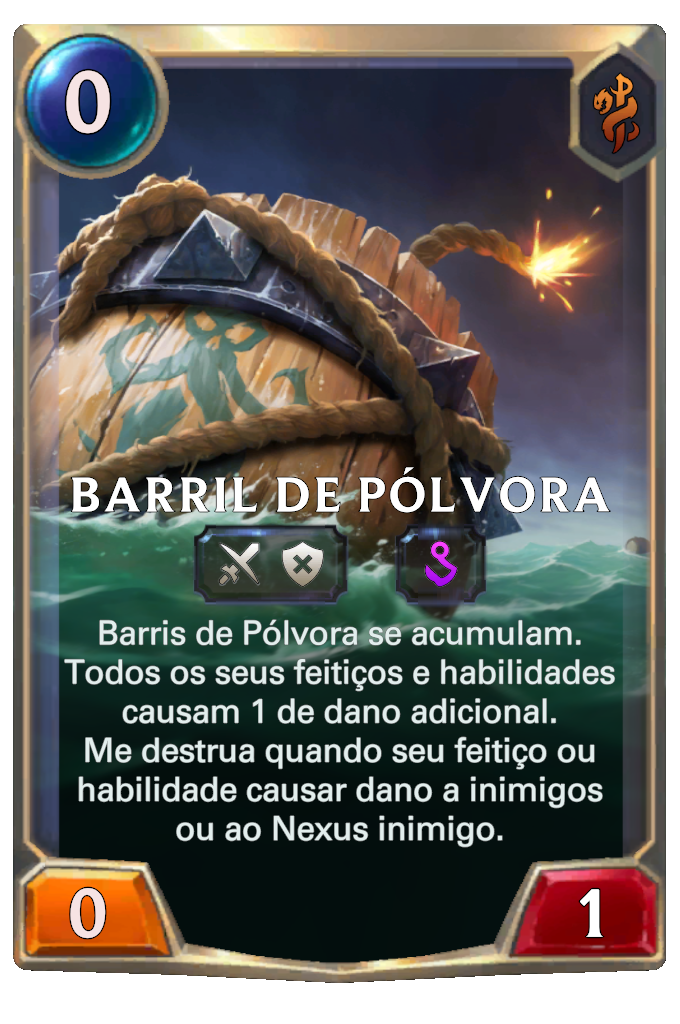 0
BARRIL DE PÓLVORA
Barris de Pólvora se acumulam.
Todos os seus feitiços e habilidades
causam 1 de dano adicional.
Me destrua quando seu feitiço ou
habilidade causar dano a inimigos
ou ao Nexus inimigo.
0
1